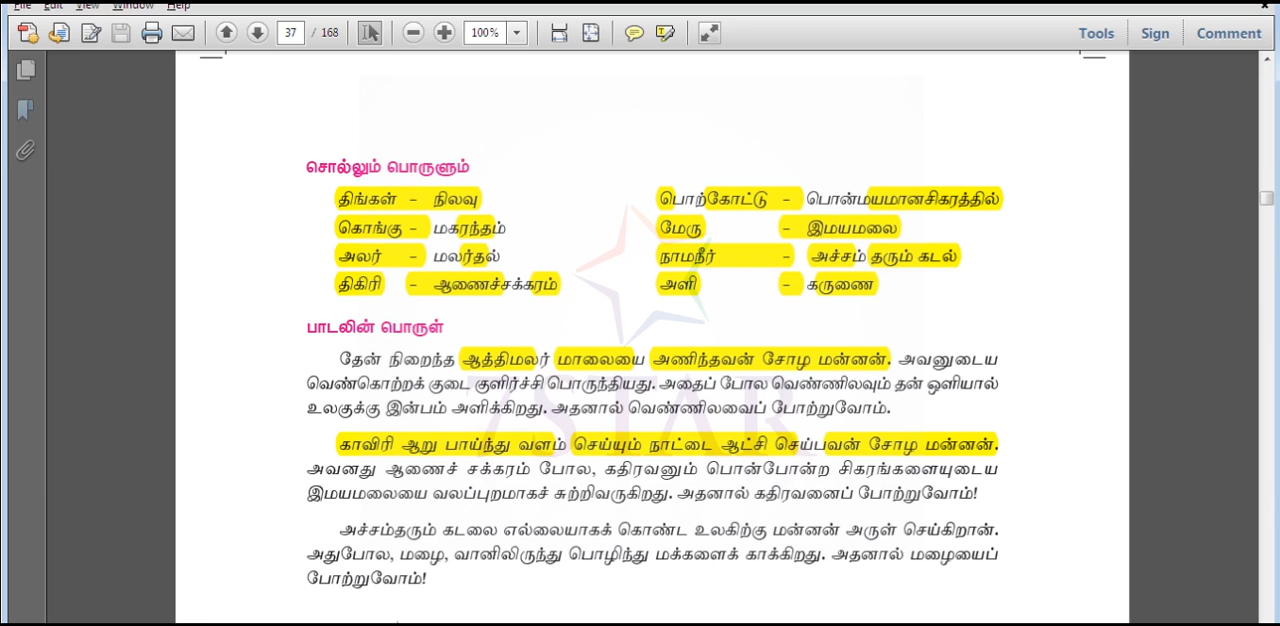 File Edit View Window Help
37 / 168 100% Tools Sign Comment
சொல்லும் பொருளும்
திங்கள் – நிலவு பொற்கோட்டு – பொன்மயமானசிகரத்தில்
கொங்கு – மகரந்தம் மேரு – இமயமலை
அலர் – மலர்தல் நாமநீர் – அச்சம் தரும் கடல்
திகிரி – ஆணைச்சக்கரம் அளி – கருணை
பாடலின் பொருள்
தேன் நிறைந்த ஆத்திமலர் மாலையை அணிந்தவன் சோழ மன்னன். அவனுடைய
வெண்கொற்றக் குடை குளிர்ச்சி பொருந்தியது. அதைப் போல வெண்ணிலவும் தன் ஒளியால்
உலகுக்கு இன்பம் அளிக்கிறது. அதனால் வெண்ணிலவைப் போற்றுவோம்.
காவிரி ஆறு பாய்ந்து வளம் செய்யும் நாட்டை ஆட்சி செய்பவன் சோழ மன்னன்.
அவனது ஆணைச் சக்கரம் போல, கதிரவனும் பொன்போன்ற சிகரங்களையுடைய
இமயமலையை வலப்புறமாகச் சுற்றிவருகிறது. அதனால் கதிரவனைப் போற்றுவோம்!
அச்சம்தரும் கடலை எல்லையாகக் கொண்ட உலகிற்கு மன்னன் அருள் செய்கிறான்.
அதுபோல, மழை, வானிலிருந்து பொழிந்து மக்களைக் காக்கிறது. அதனால் மழையைப்
போற்றுவோம்!
7STAR